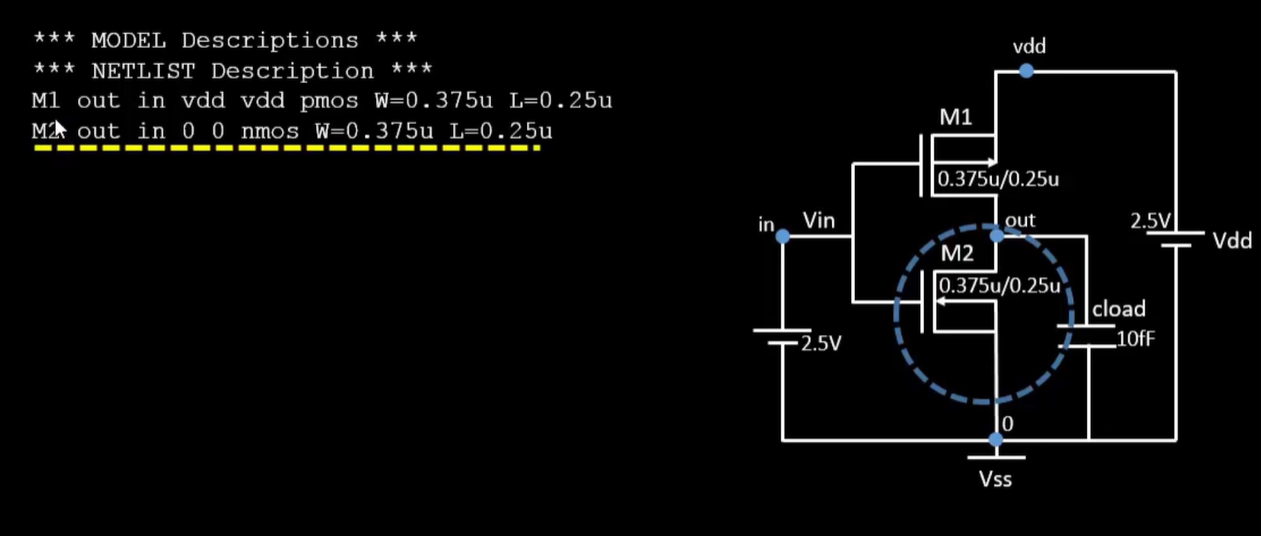 *** MODEL Descriptions ***
*** NETLIST Description ***
M1 out in vdd vdd pmos W=0.375u L=0.25u
M2 out in 0 0 nmos W=0.375u L=0.25u
vdd
M1
0.375u/0.25u
in
Vin
out
2.5V
Vdd
M2
0.375u/0.25u
cload
10fF
2.5V
0
Vss